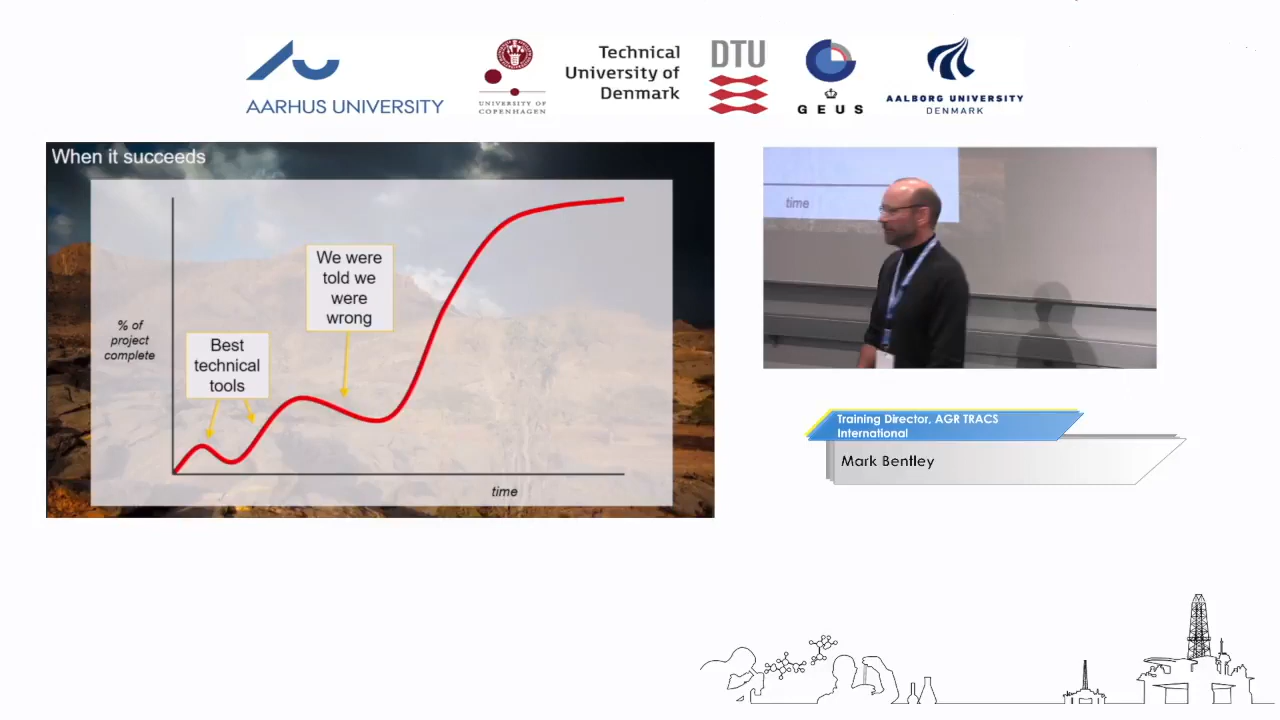 AARHUS UNIVERSITY
UNIVERSITY OF
COPENHAGEN
Technical
University of
Denmark
DTU
GEUS
AALBORG UNIVERSITY
DENMARK
When it succeeds
We were
told we
were
wrong
% of
project
complete
Best
technical
tools
time
time
Training Director, AGR TRACS
International
Mark Bentley